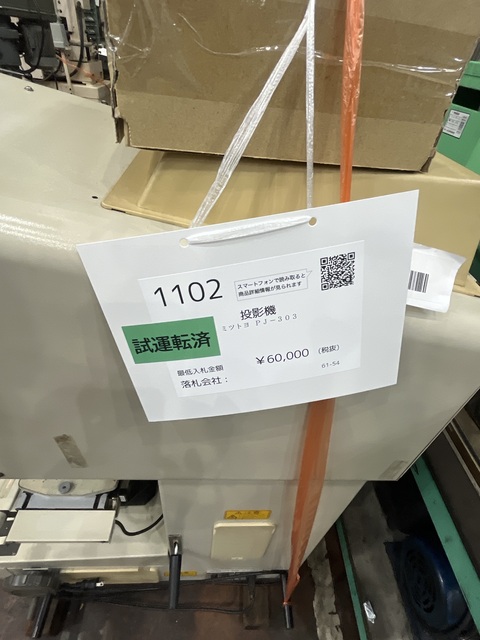 1102
スマートフォンで読み取ると
商品詳細情報が見られます
投影機
ミツトヨ PJ－303
試運転済
最低入札金額
￥60,000 (税抜)
落札会社：
61-54